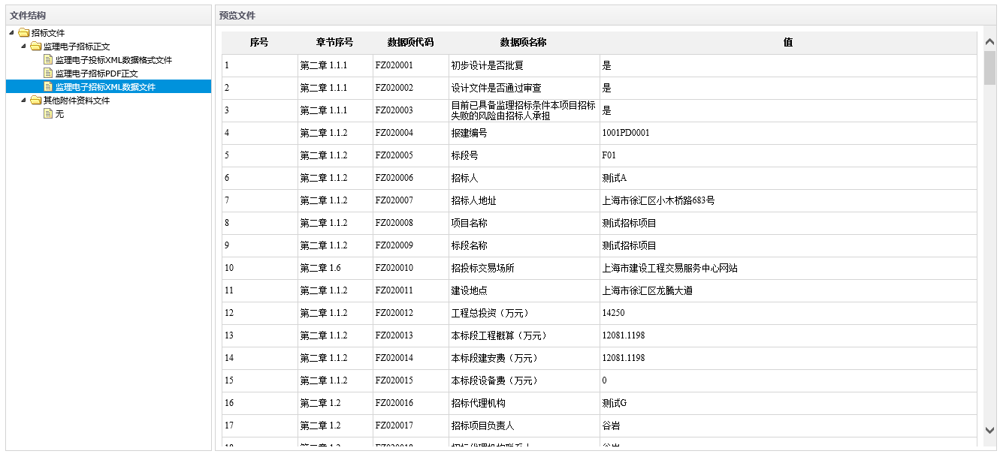 文件结构
招标文件
监理电子招标正文
监理电子投标XML数据格式文件
监理电子招标PDF正文
监理电子招标XML数据文件
其他附件资料文件
无
预览文件
序号 章节序号 数据项代码 数据项名称 值
1 第二章 1.1.1 FZ020001 初步设计是否批复 是
2 第二章 1.1.1 FZ020002 设计文件是否通过审查 是
3 第二章 1.1.1 FZ020003 目前已具备监理招标条件本项目招标
失败的风险由招标人承担 是
4 第二章 1.1.2 FZ020004 报建编号 1001PD0001
5 第二章 1.1.2 FZ020005 标段号 F01
6 第二章 1.1.2 FZ020006 招标人 测试A
7 第二章 1.1.2 FZ020007 招标人地址 上海市徐汇区小木桥路683号
8 第二章 1.1.2 FZ020008 项目名称 测试招标项目
9 第二章 1.1.2 FZ020009 标段名称 测试招标项目
10 第二章 1.6 FZ020010 招投标交易场所 上海市建设工程交易服务中心网站
11 第二章 1.1.2 FZ020011 建设地点 上海市徐汇区龙腾大道
12 第二章 1.1.2 FZ020012 工程总投资（万元） 14250
13 第二章 1.1.2 FZ020013 本标段工程概算（万元） 12081.1198
14 第二章 1.1.2 FZ020014 本标段建安费（万元） 12081.1198
15 第二章 1.1.2 FZ020015 本标段设备费（万元） 0
16 第二章 1.2 FZ020016 招标代理机构 测试G
17 第二章 1.2 FZ020017 招标项目负责人 谷岩